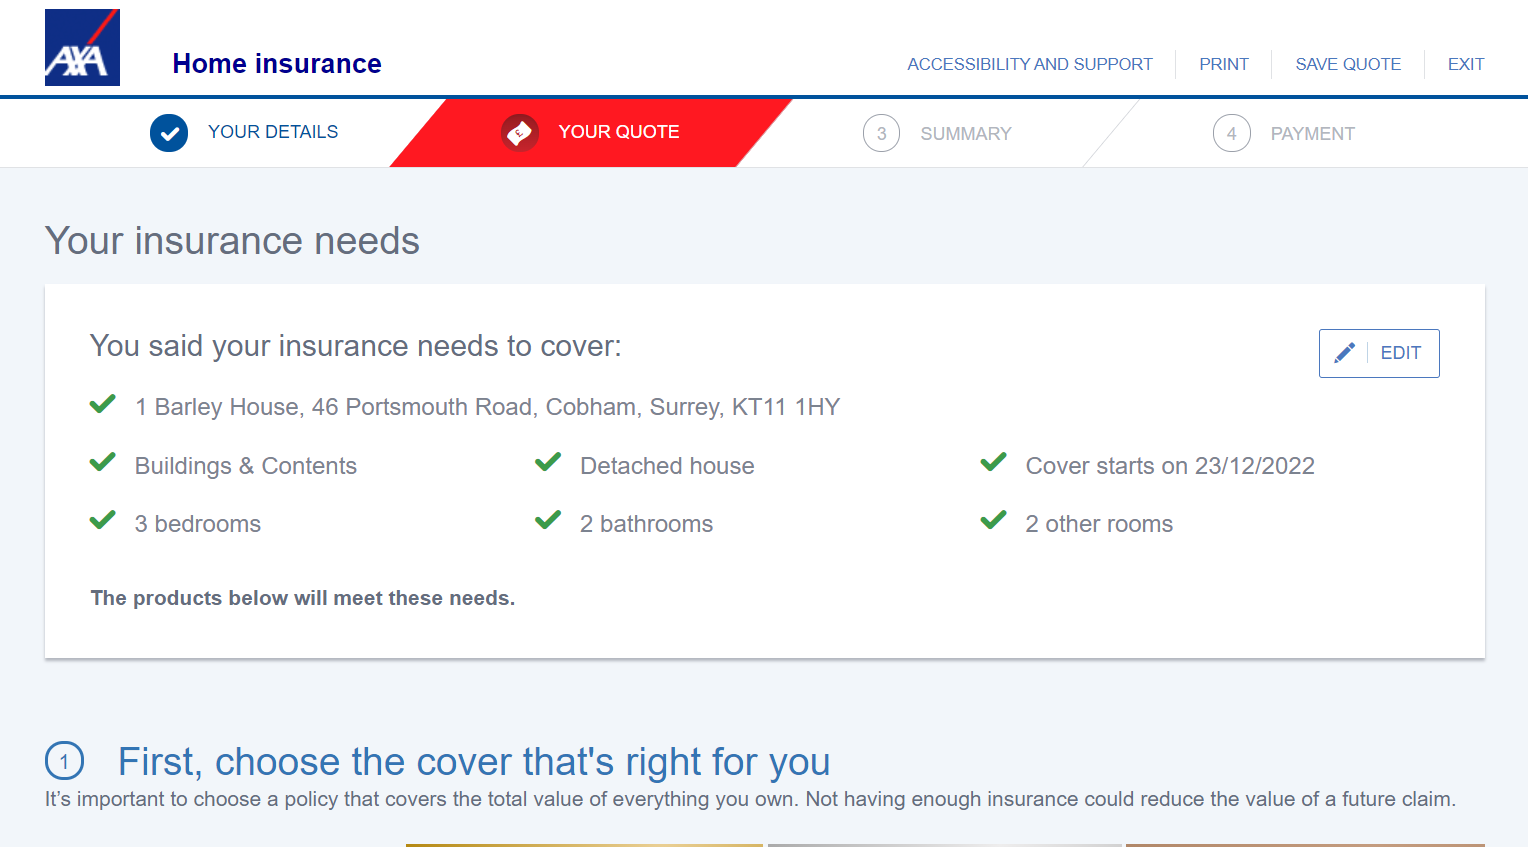 AXA
Home insurance
ACCESSIBILITY AND SUPPORT
PRINT
SAVE QUOTE
EXIT
YOUR DETAILS
£
YOUR QUOTE
3
SUMMARY
4
PAYMENT
Your insurance needs
You said your insurance needs to cover:
EDIT
1 Barley House, 46 Portsmouth Road, Cobham, Surrey, KT11 1HY
Buildings & Contents
Detached house
Cover starts on 23/12/2022
3 bedrooms
2 bathrooms
2 other rooms
The products below will meet these needs.
1
First, choose the cover that's right for you
It’s important to choose a policy that covers the total value of everything you own. Not having enough insurance could reduce the value of a future claim.